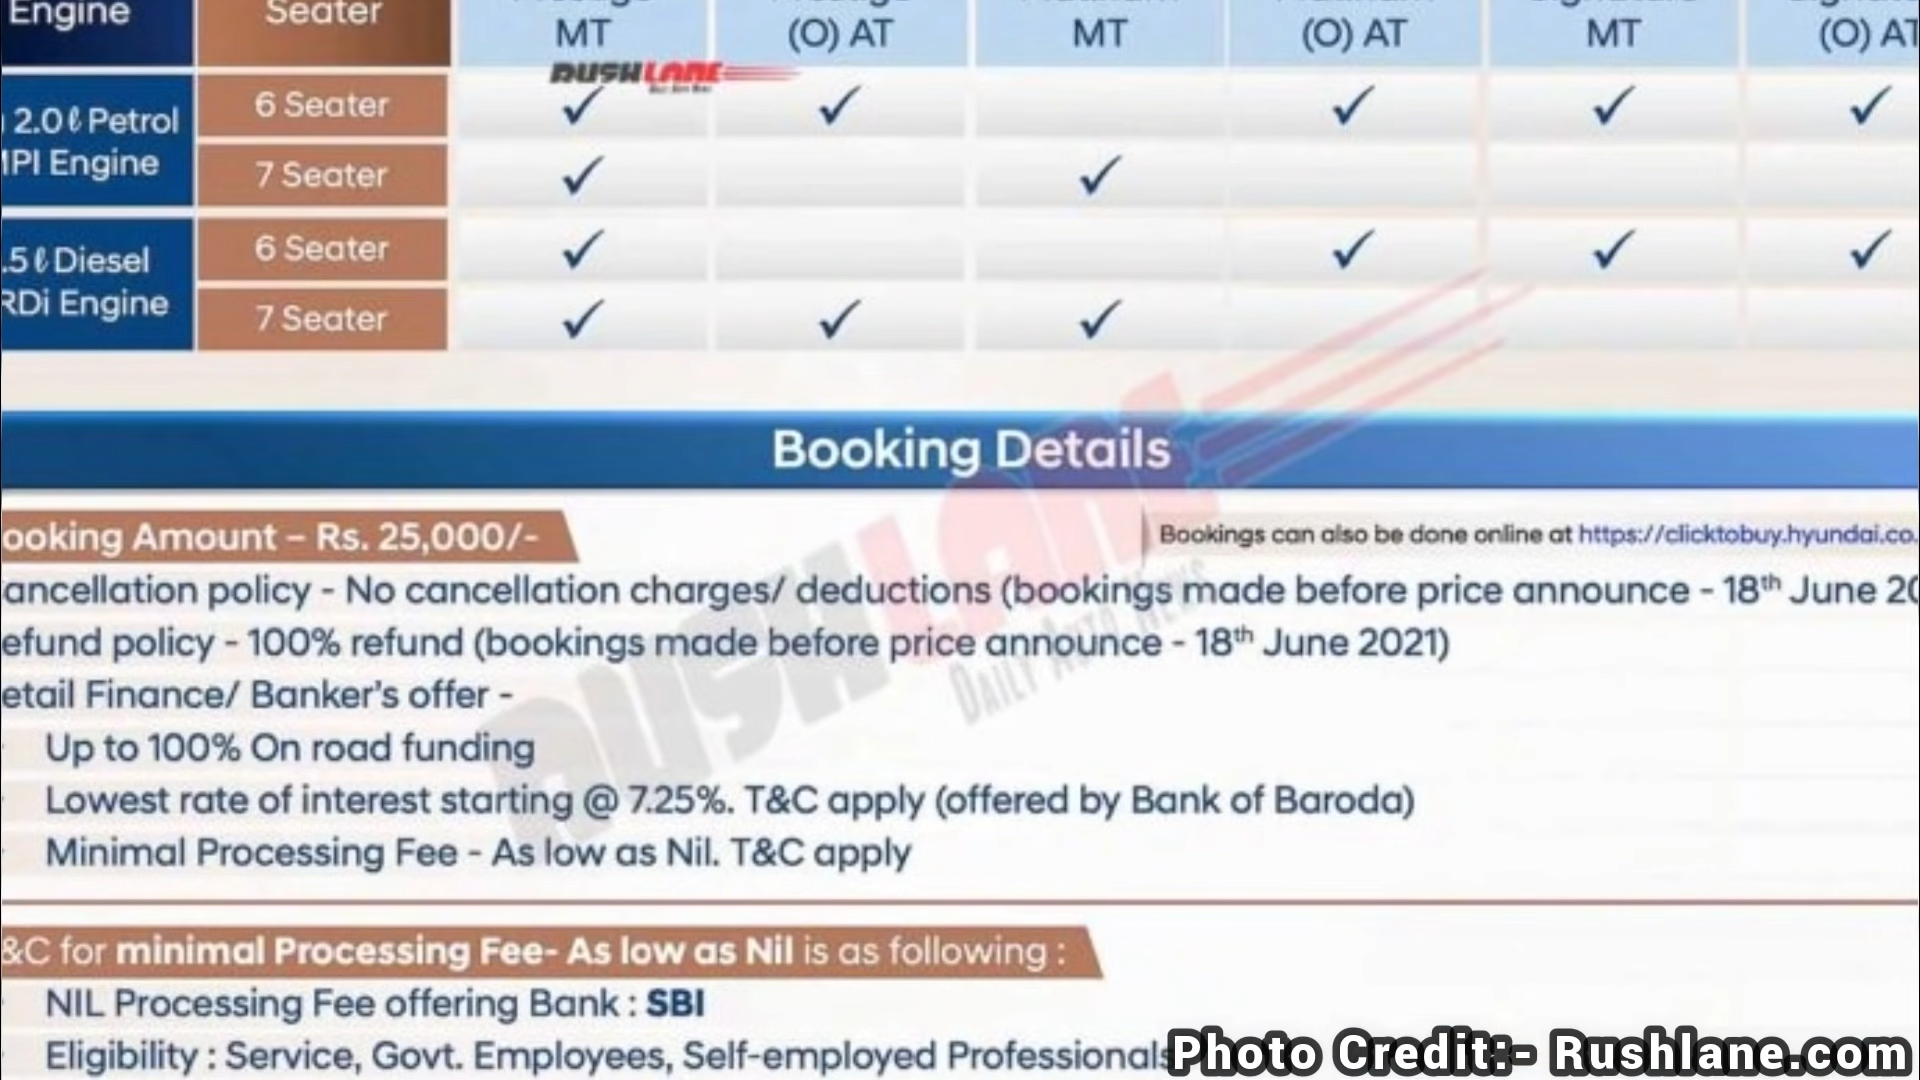 Engine Seater MT (O) AT MT (O) AT MT (O) AT
RUSHLANE
2.0ℓ Petrol 6 Seater ✓ ✓ ✓ ✓ ✓
MPI Engine 7 Seater ✓ ✓
.5ℓ Diesel 6 Seater ✓ ✓ ✓ ✓
RDi Engine 7 Seater ✓ ✓ ✓
Booking Details
ooking Amount – Rs. 25,000/-
Bookings can also be done online at https://clicktobuy.hyundai.co.
ancellation policy - No cancellation charges/ deductions (bookings made before price announce - 18th June 20
efund policy - 100% refund (bookings made before price announce - 18th June 2021)
etail Finance/ Banker's offer -
Up to 100% On road funding
Lowest rate of interest starting @ 7.25%. T&C apply (offered by Bank of Baroda)
Minimal Processing Fee - As low as Nil. T&C apply
RUSHLANE
DAILY AUTO NEWS
&C for minimal Processing Fee- As low as Nil is as following :
NIL Processing Fee offering Bank : SBI
Eligibility : Service, Govt. Employees, Self-employed Professionals
Photo Credit:- Rushlane.com